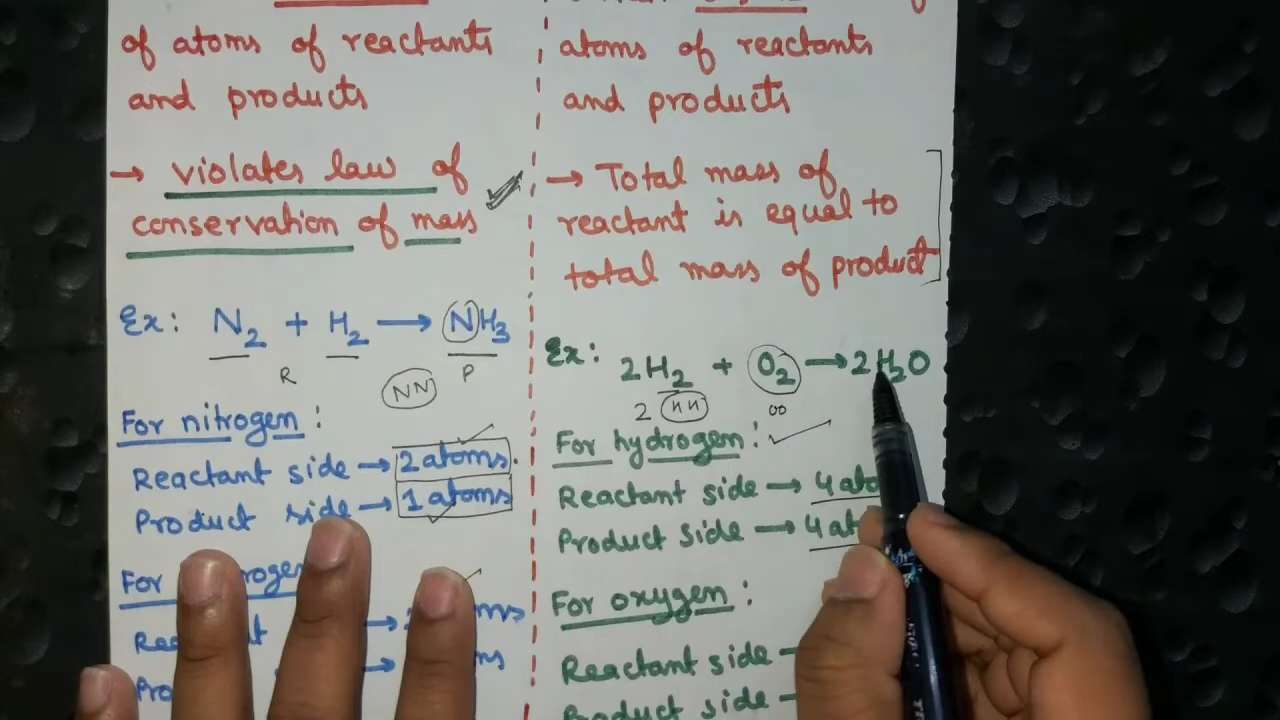 of atoms of reactants
and products
→ violates law of
conservation of mass
Ex: N₂ + H₂ → NH₃
R
NN
P
For nitrogen:
Reactant side → 2 atoms.
Product side → 1 atoms
For
atoms of reactants
and products
→ Total mass of
reactant is equal to
total mass of product
Ex: 2H₂ + O₂ → 2H₂O
2 HH
OO
For hydrogen:
Reactant side → 4
Product side → 4
For oxygen:
Reactant side
Product side